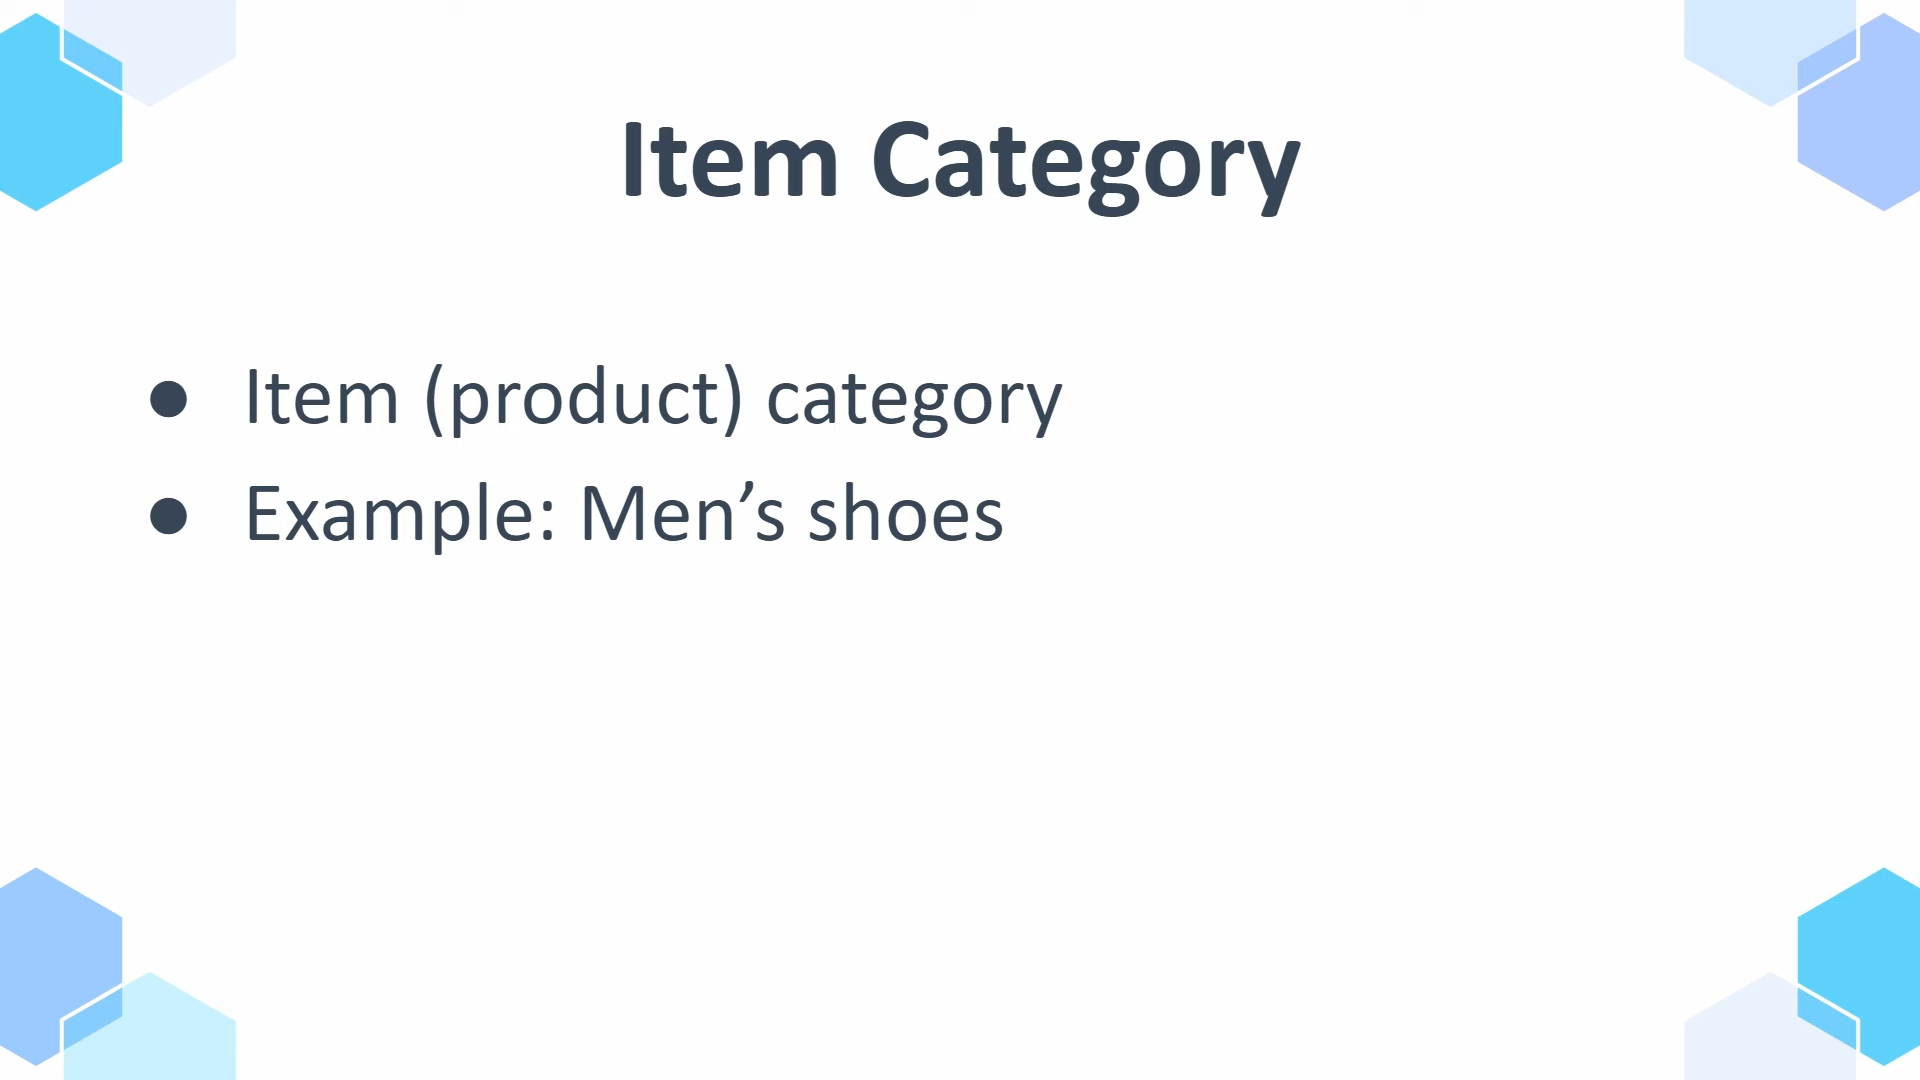 Item Category
● Item (product) category
● Example: Men’s shoes